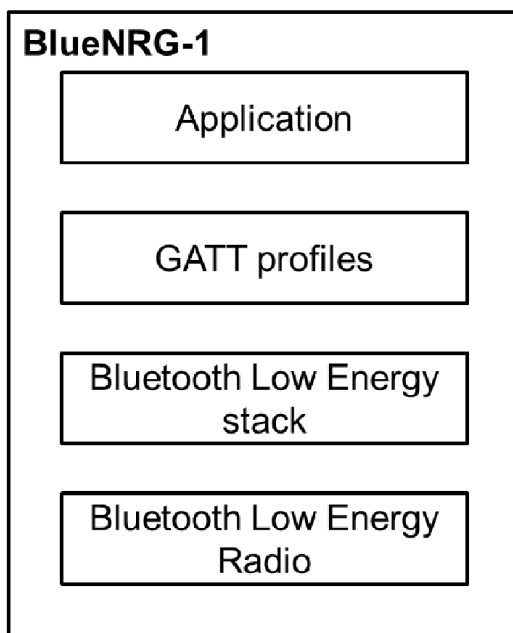 BlueNRG-1
Application
GATT profiles
Bluetooth Low Energy
stack
Bluetooth Low Energy
Radio